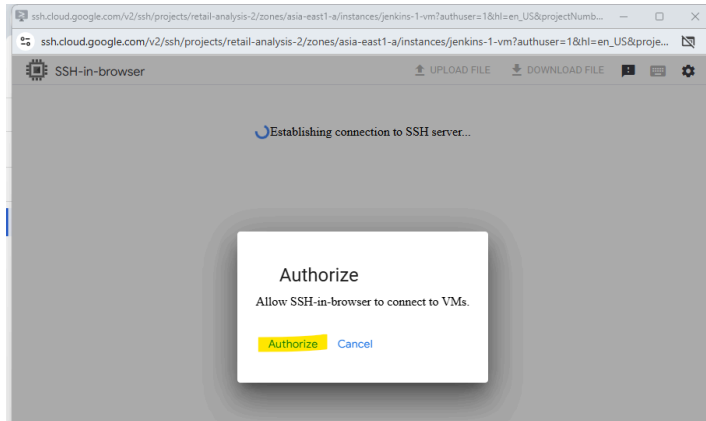 ssh.cloud.google.com/v2/ssh/projects/retail-analysis-2/zones/asia-east1-a/instances/jenkins-1-vm?authuser=1&hl=en_US&projectNumb...
ssh.cloud.google.com/v2/ssh/projects/retail-analysis-2/zones/asia-east1-a/instances/jenkins-1-vm?authuser=1&hl=en_US&proje...
SSH-in-browser UPLOAD FILE DOWNLOAD FILE
Establishing connection to SSH server...
Authorize
Allow SSH-in-browser to connect to VMs.
Authorize Cancel